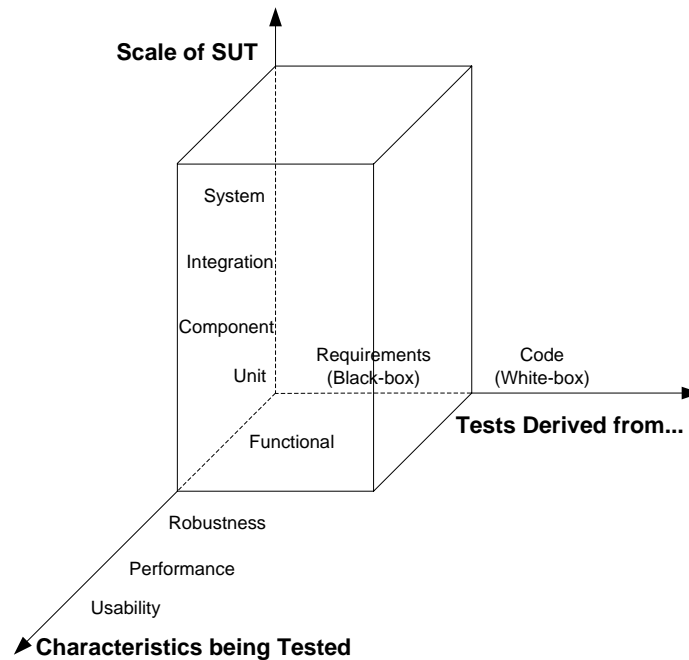 Scale of SUT
System
Integration
Component
Unit
Requirements
(Black-box)
Code
(White-box)
Tests Derived from...
Functional
Robustness
Performance
Usability
Characteristics being Tested